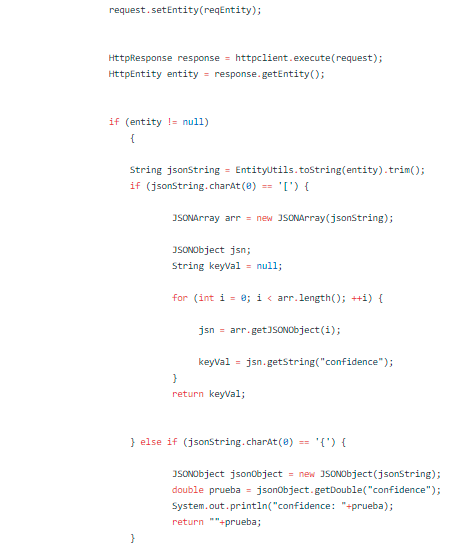 request.setEntity(reqEntity);
HttpResponse response = httpclient.execute(request);
HttpEntity entity = response.getEntity();
if (entity != null)
{
String jsonString = EntityUtils.toString(entity).trim();
if (jsonString.charAt(0) == '[') {
JSONArray arr = new JSONArray(jsonString);
JSONObject jsn;
String keyVal = null;
for (int i = 0; i < arr.length(); ++i) {
jsn = arr.getJSONObject(i);
keyVal = jsn.getString("confidence");
}
return keyVal;
} else if (jsonString.charAt(0) == '{') {
JSONObject jsonObject = new JSONObject(jsonString);
double prueba = jsonObject.getDouble("confidence");
System.out.println("confidence: "+prueba);
return ""+prueba;
}